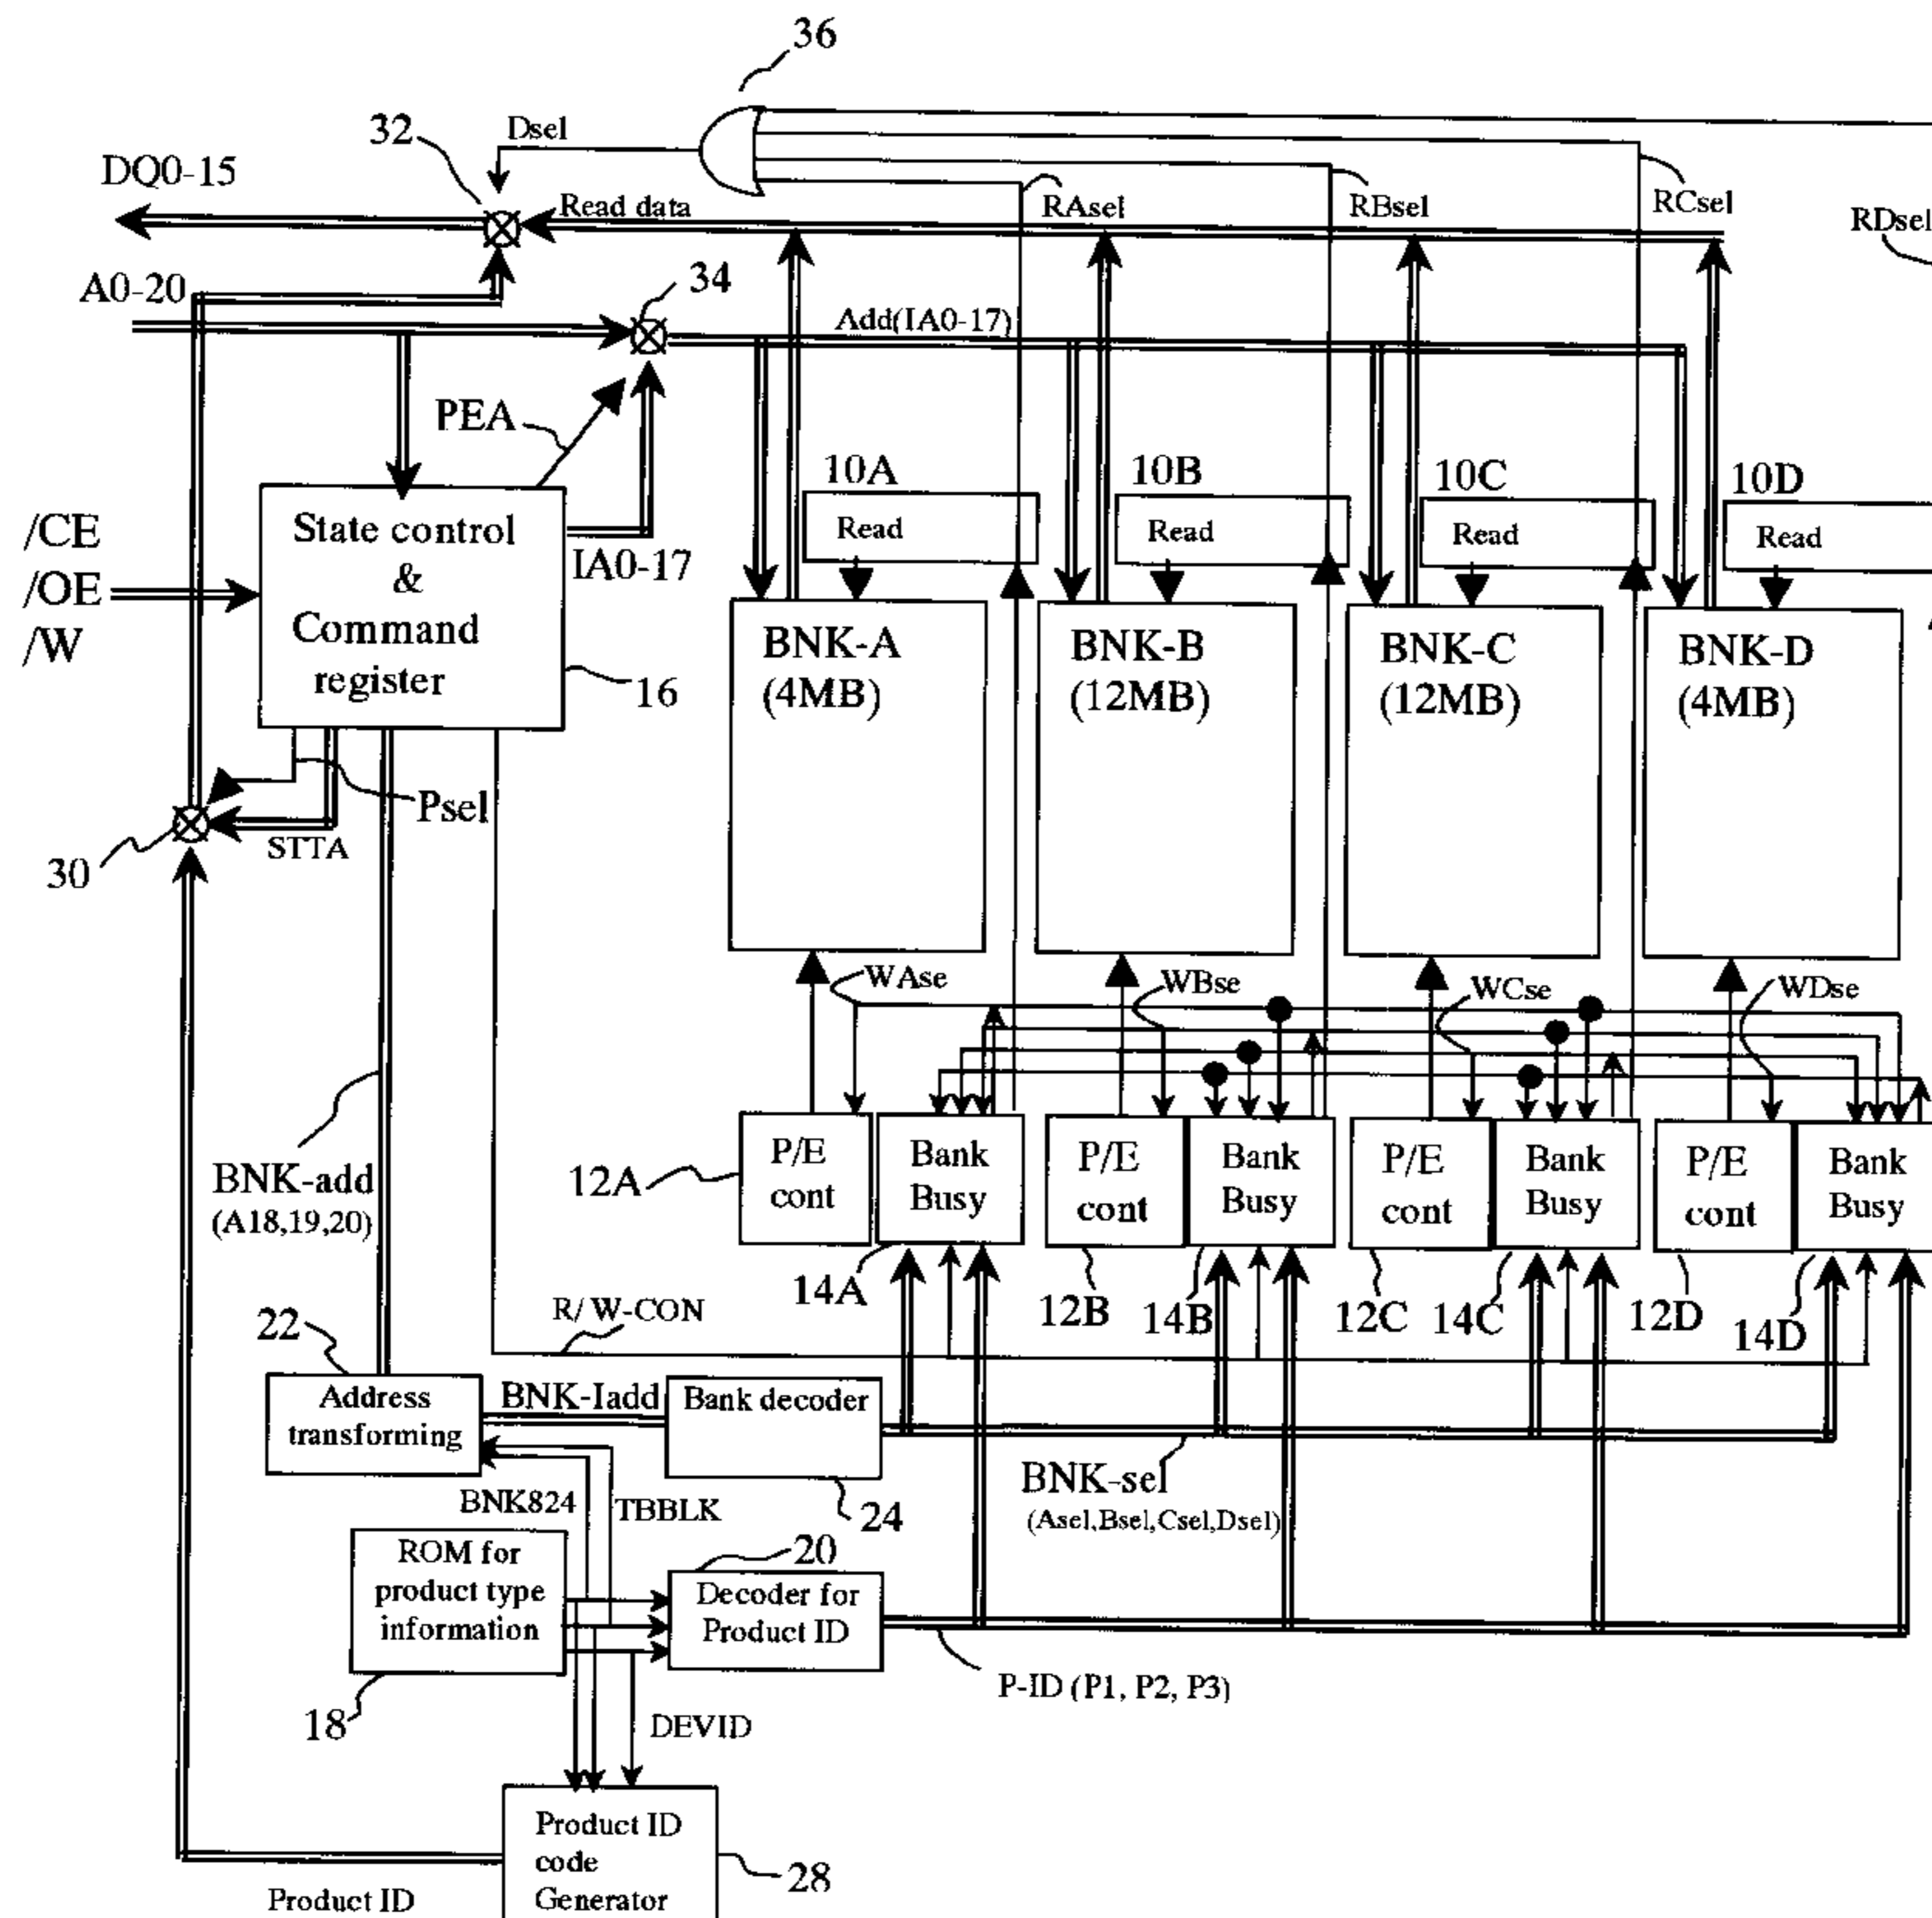 36
32
Dsel
DQ0-15
Read data
RAsel
RBsel
RCsel
RDsel
A0-20
34
Add(IA0-17)
PEA
10A
10B
10C
10D
Read
Read
Read
Read
/CE
/OE
/W
State control
&
Command
register
IA0-17
16
BNK-A
(4MB)
BNK-B
(12MB)
BNK-C
(12MB)
BNK-D
(4MB)
Psel
STTA
30
WAse
WBse
WCse
WDse
BNK-add
(A18,19,20)
12A
P/E
cont
Bank
Busy
P/E
cont
Bank
Busy
P/E
cont
Bank
Busy
P/E
cont
Bank
Busy
14A
12B
14B
12C
14C
12D
14D
R/W-CON
22
Address
transforming
BNK-Iadd
Bank decoder
BNK824
TBBLK
24
BNK-sel
(Asel,Bsel,Csel,Dsel)
ROM for
product type
information
20
Decoder for
Product ID
P-ID (P1, P2, P3)
18
DEVID
Product ID
code
Generator
28
Product ID